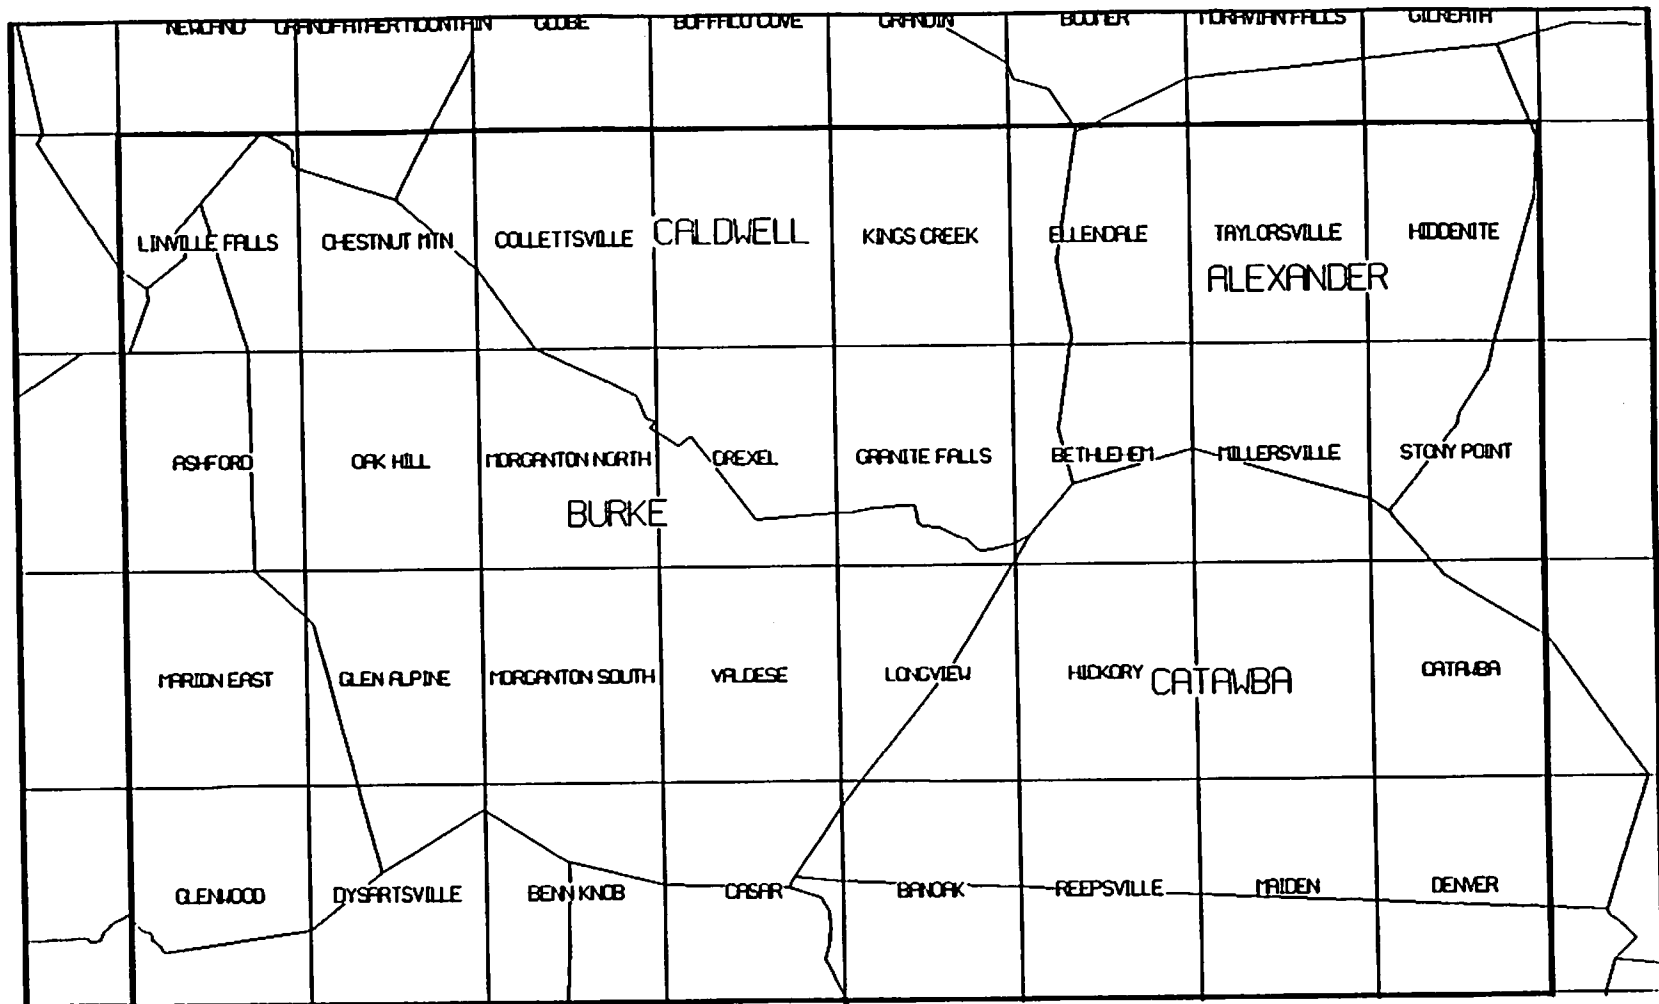 NEWLAND GRANDFATHER MOUNTAIN GLOBE BUFFALO COVE GRANDIN BOOMER MORAVIAN FALLS GILREATH
LINVILLE FALLS CHESTNUT MTN COLLETTSVILLE CALDWELL KINGS CREEK ELLENDALE TAYLORSVILLE HIDDENITE
ALEXANDER
ASHFORD OAK HILL MORGANTON NORTH DREXEL GRANITE FALLS BETHLEHEM MILLERSVILLE STONY POINT
BURKE
MARION EAST GLEN ALPINE MORGANTON SOUTH VALDESE LONGVIEW HICKORY CATAWBA CATAWBA
GLENWOOD DYSARTSVILLE BENN KNOB CASAR BANOAK REEPSVILLE MAIDEN DENVER